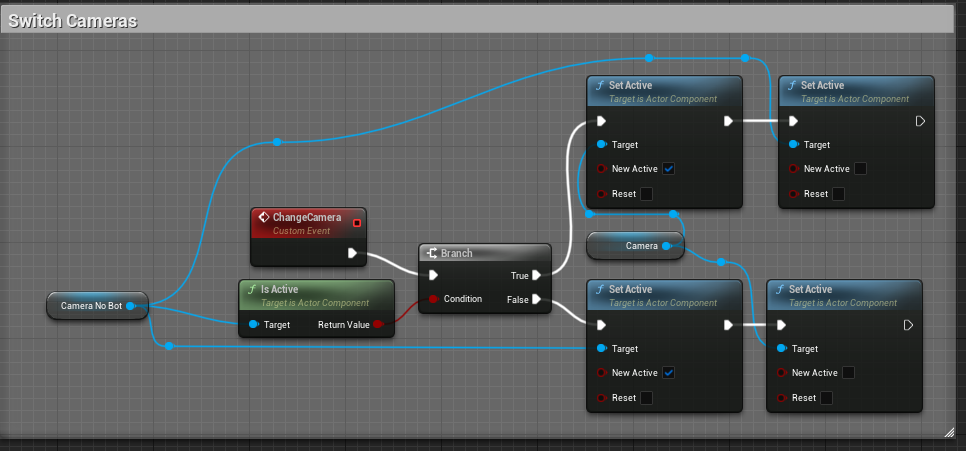 Switch Cameras
Set Active
Target is Actor Component
Target
New Active
Reset
Set Active
Target is Actor Component
Target
New Active
Reset
ChangeCamera
Custom Event
Branch
True
Condition
False
Camera
Camera No Bot
Is Active
Target is Actor Component
Target
Return Value
Set Active
Target is Actor Component
Target
New Active
Reset
Set Active
Target is Actor Component
Target
New Active
Reset